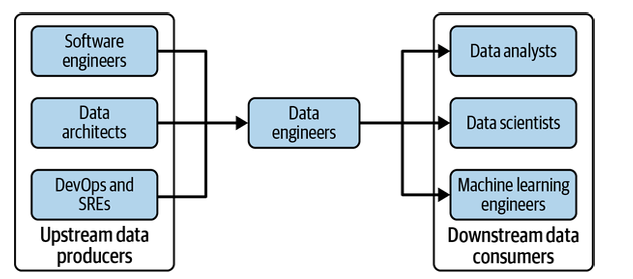 Software
engineers
Data
architects
DevOps and
SREs
Upstream data
producers
Data
engineers
Data analysts
Data scientists
Machine learning
engineers
Downstream data
consumers